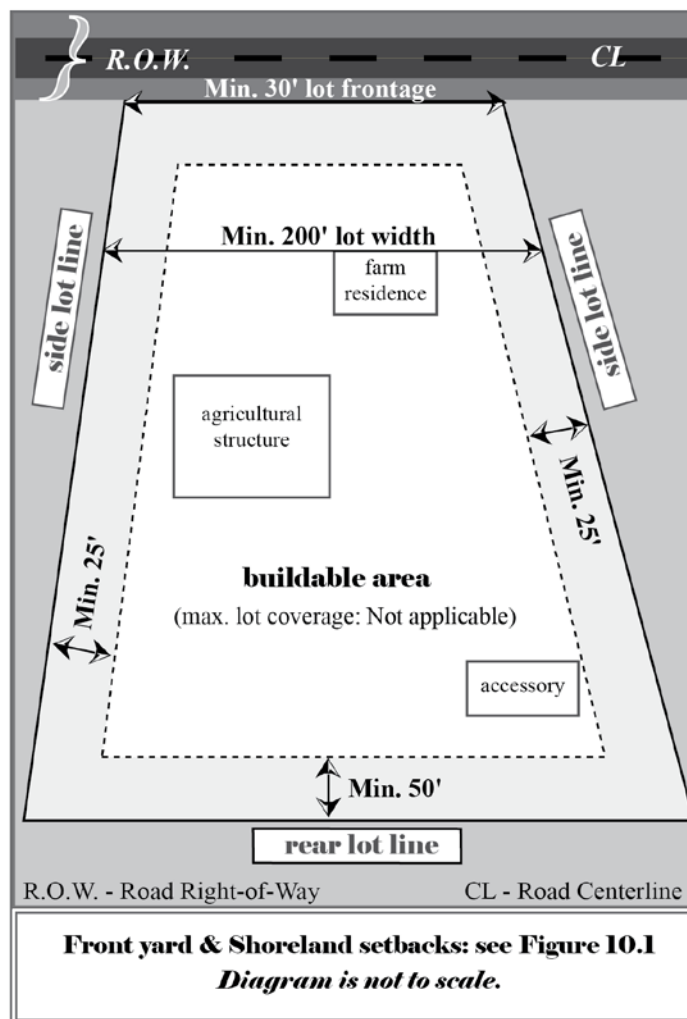 R.O.W.
CL
Min. 30' lot frontage
Min. 200' lot width
farm
residence
side lot line
side lot line
agricultural
structure
Min. 25'
Min. 25'
buildable area
(max. lot coverage: Not applicable)
accessory
Min. 50'
rear lot line
R.O.W. - Road Right-of-Way
CL - Road Centerline
Front yard & Shoreland setbacks: see Figure 10.1
Diagram is not to scale.